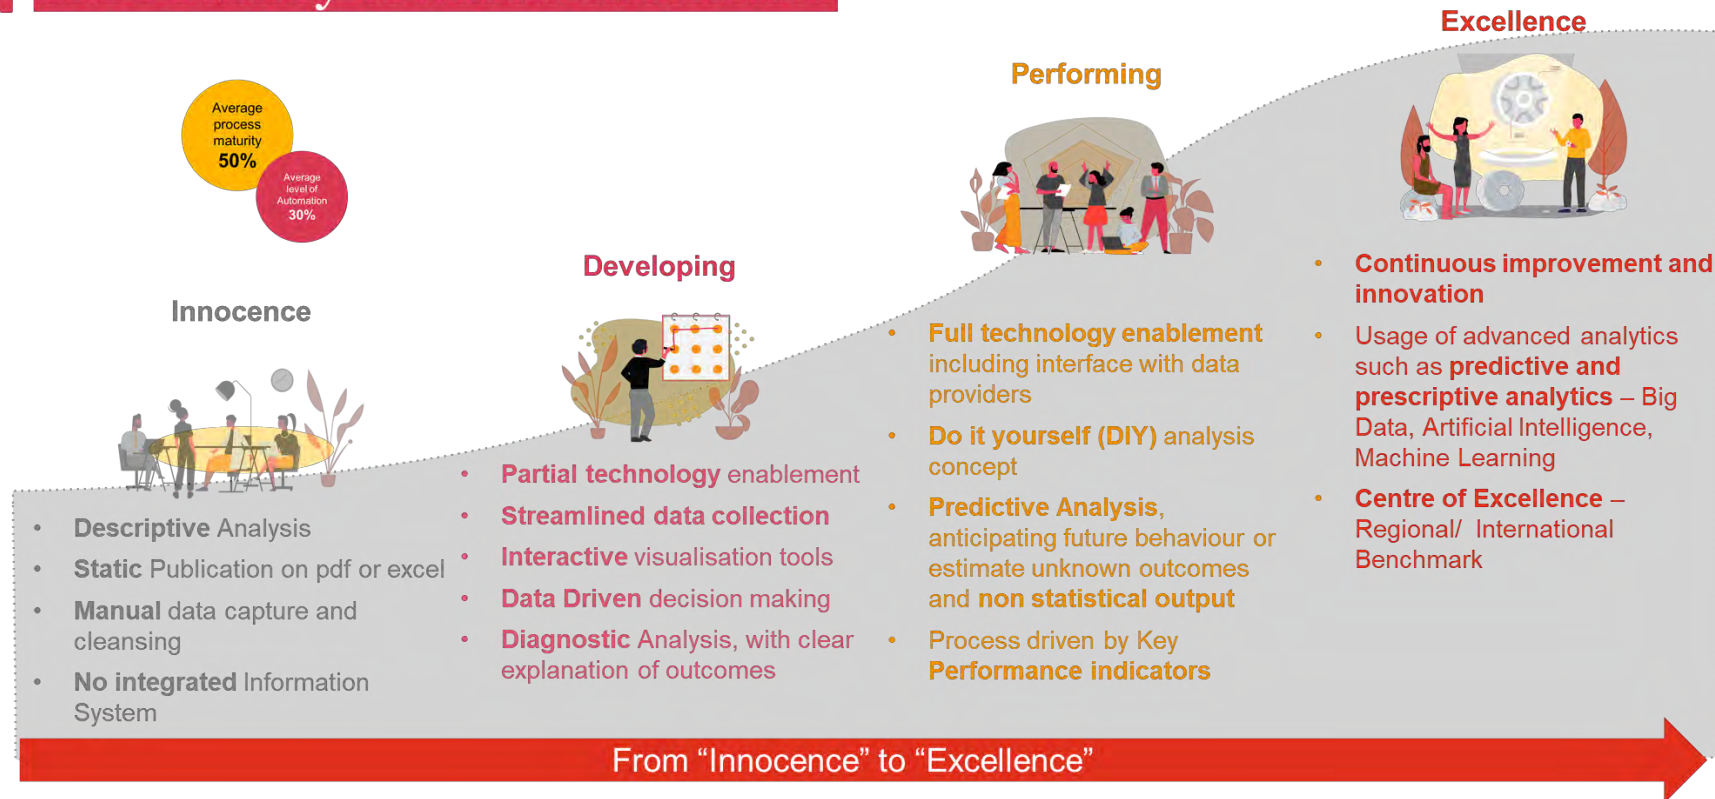 Excellence
Performing
Average
process
maturity
50%
Average
level of
Automation
30%
Developing
Innocence
• Descriptive Analysis
• Static Publication on pdf or excel
• Manual data capture and
cleansing
• No integrated Information
System
• Partial technology enablement
• Streamlined data collection
• Interactive visualisation tools
• Data Driven decision making
• Diagnostic Analysis, with clear
explanation of outcomes
• Full technology enablement
including interface with data
providers
• Do it yourself (DIY) analysis
concept
• Predictive Analysis,
anticipating future behaviour or
estimate unknown outcomes
and non statistical output
• Process driven by Key
Performance indicators
• Continuous improvement and
innovation
• Usage of advanced analytics
such as predictive and
prescriptive analytics – Big
Data, Artificial Intelligence,
Machine Learning
• Centre of Excellence –
Regional/ International
Benchmark
From “Innocence” to “Excellence”